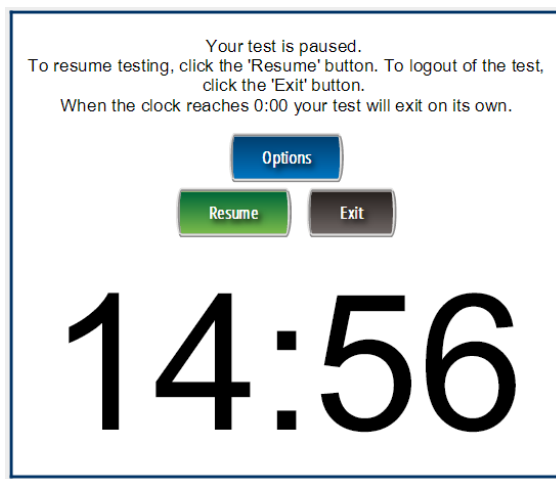 Your test is paused.
To resume testing, click the 'Resume' button. To logout of the test,
click the 'Exit' button.
When the clock reaches 0:00 your test will exit on its own.
Options
Resume Exit
14:56